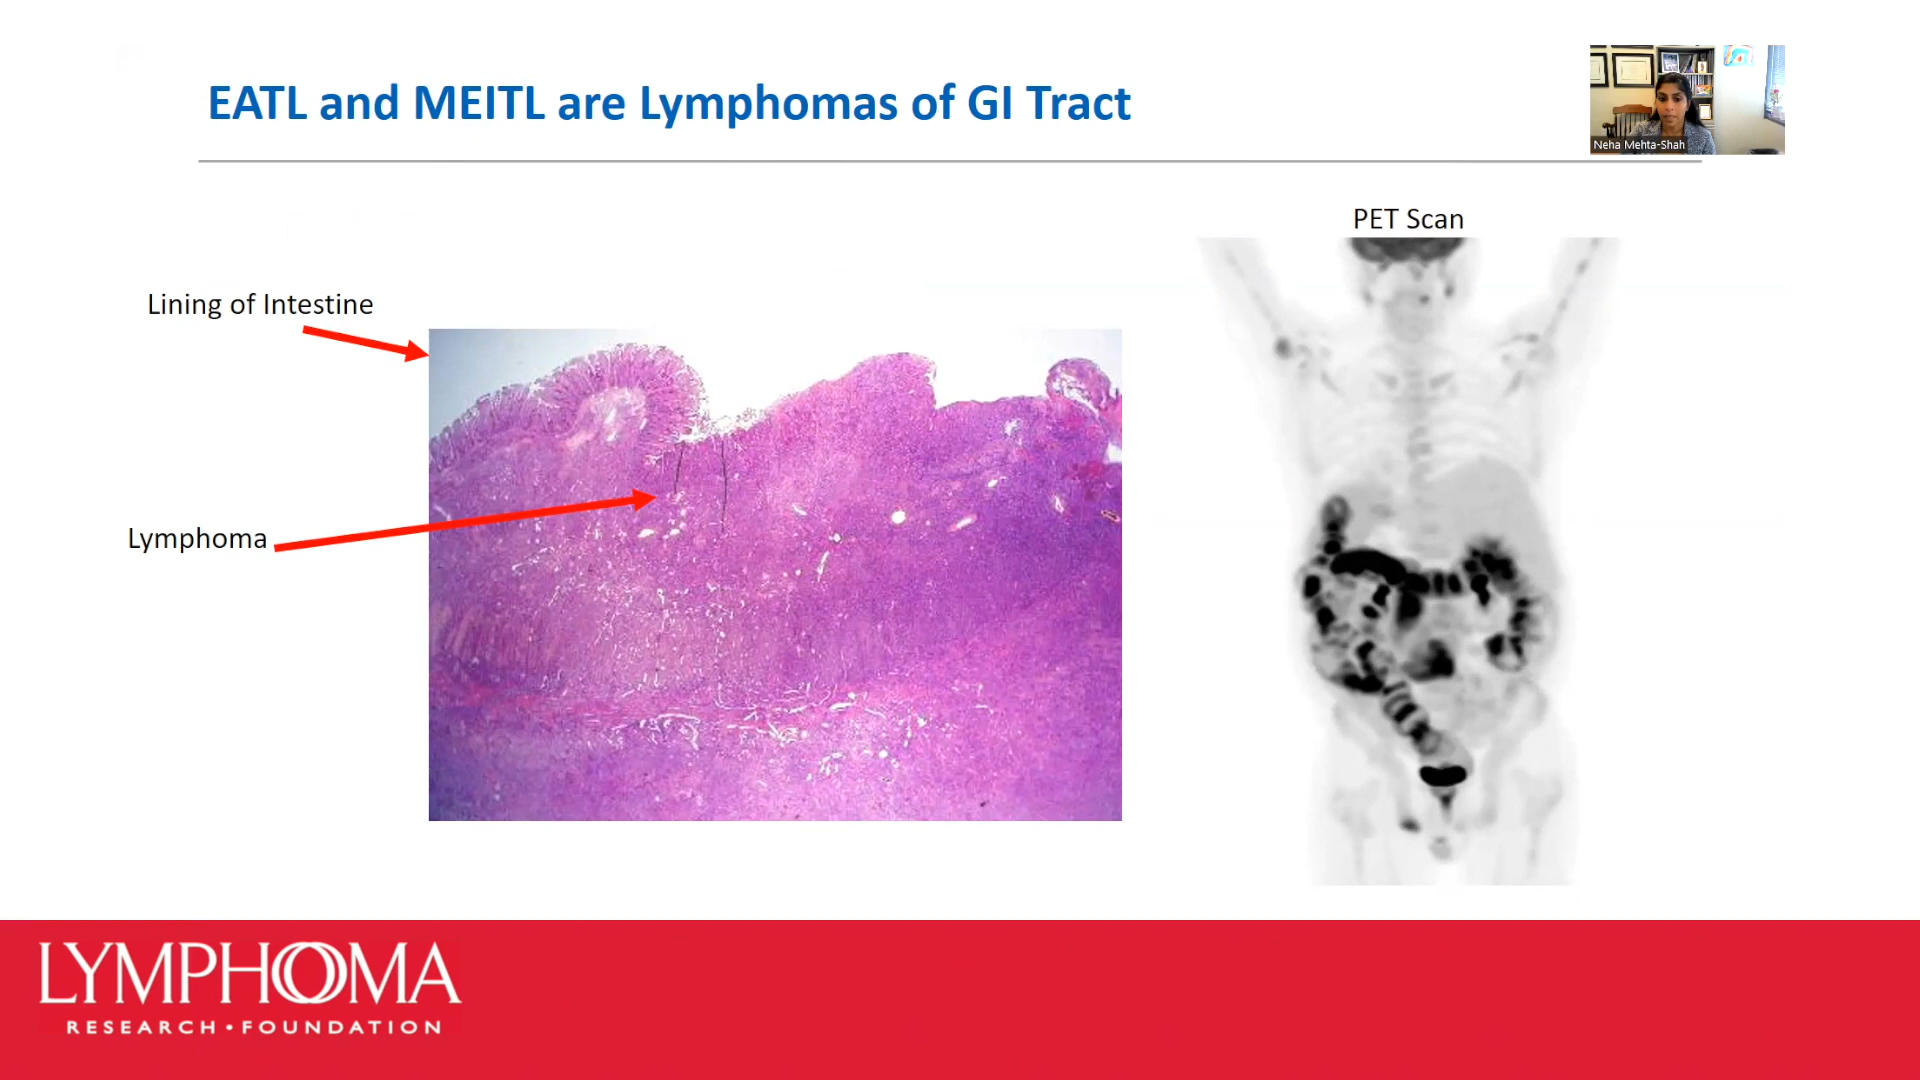 EATL and MEITL are Lymphomas of GI Tract
Neha Mehta-Shah
PET Scan
Lining of Intestine
Lymphoma
LYMPHOMA
RESEARCH • FOUNDATION